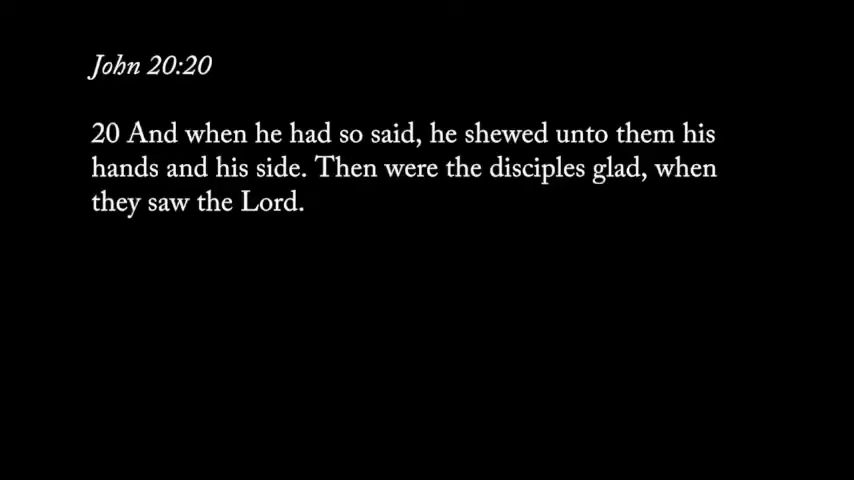 John 20:20
20 And when he had so said, he shewed unto them his
hands and his side. Then were the disciples glad, when
they saw the Lord.